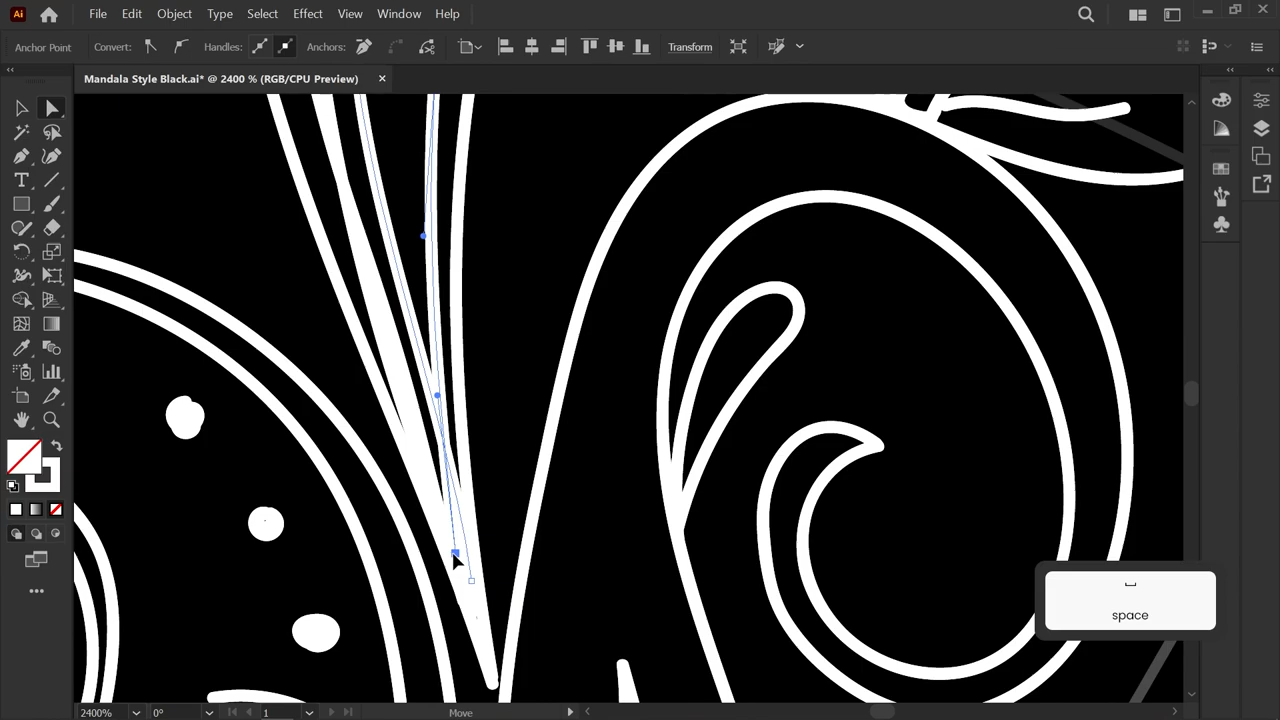 Ai File Edit Object Type Select Effect View Window Help
Anchor Point Convert: Handles: Anchors: Transform
Mandala Style Black.ai* @ 2400 % (RGB/CPU Preview)
space
2400% 0° 1 Move